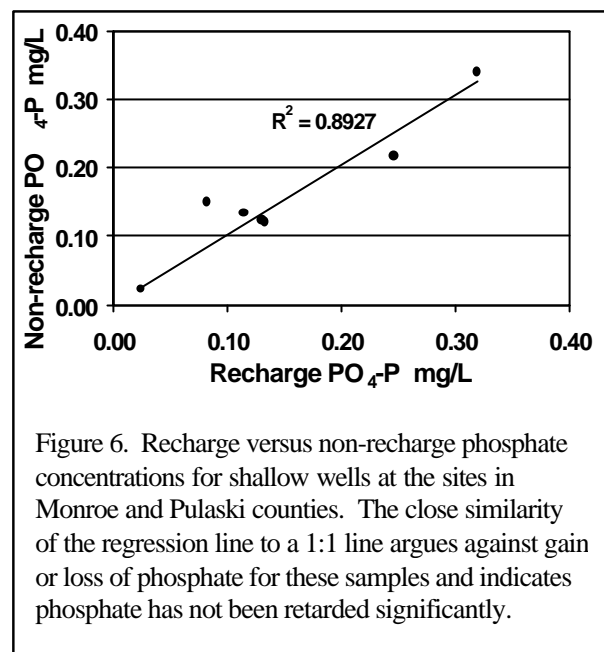 0.40
0.30
0.20
0.10
0.00
Non-recharge PO 4-P mg/L
R2 = 0.8927
0.00 0.10 0.20 0.30 0.40
Recharge PO 4-P mg/L
Figure 6. Recharge versus non-recharge phosphate
concentrations for shallow wells at the sites in
Monroe and Pulaski counties. The close similarity
of the regression line to a 1:1 line argues against gain
or loss of phosphate for these samples and indicates
phosphate has not been retarded significantly.